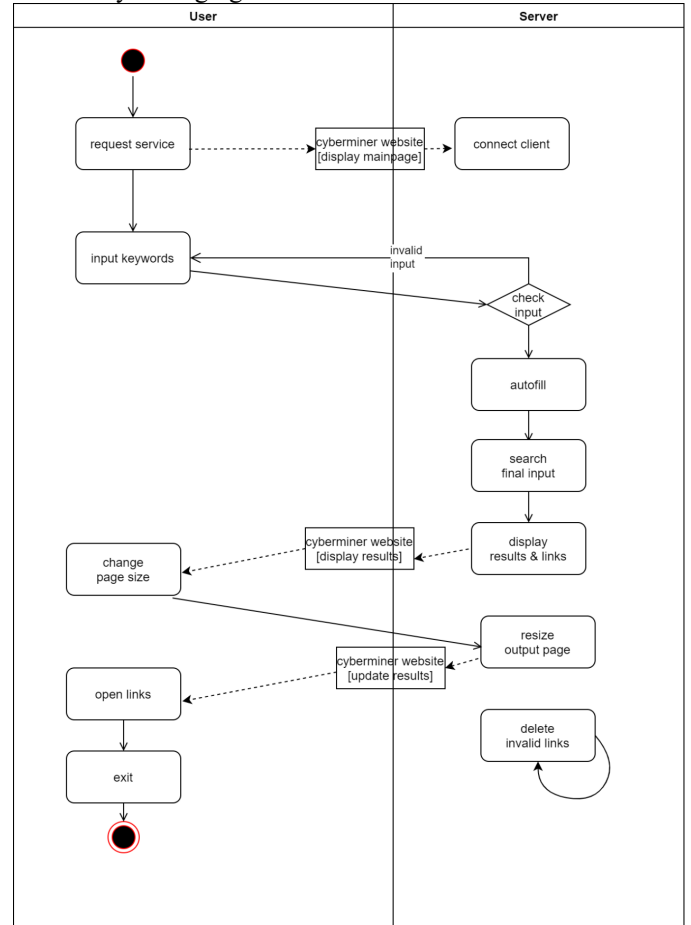 User
Server
request service
cyberminer website
[display mainpage]
connect client
input keywords
invalid
input
check
input
autofill
search
final input
display
results & links
cyberminer website
[display results]
change
page size
resize
output page
cyberminer website
[update results]
open links
delete
invalid links
exit